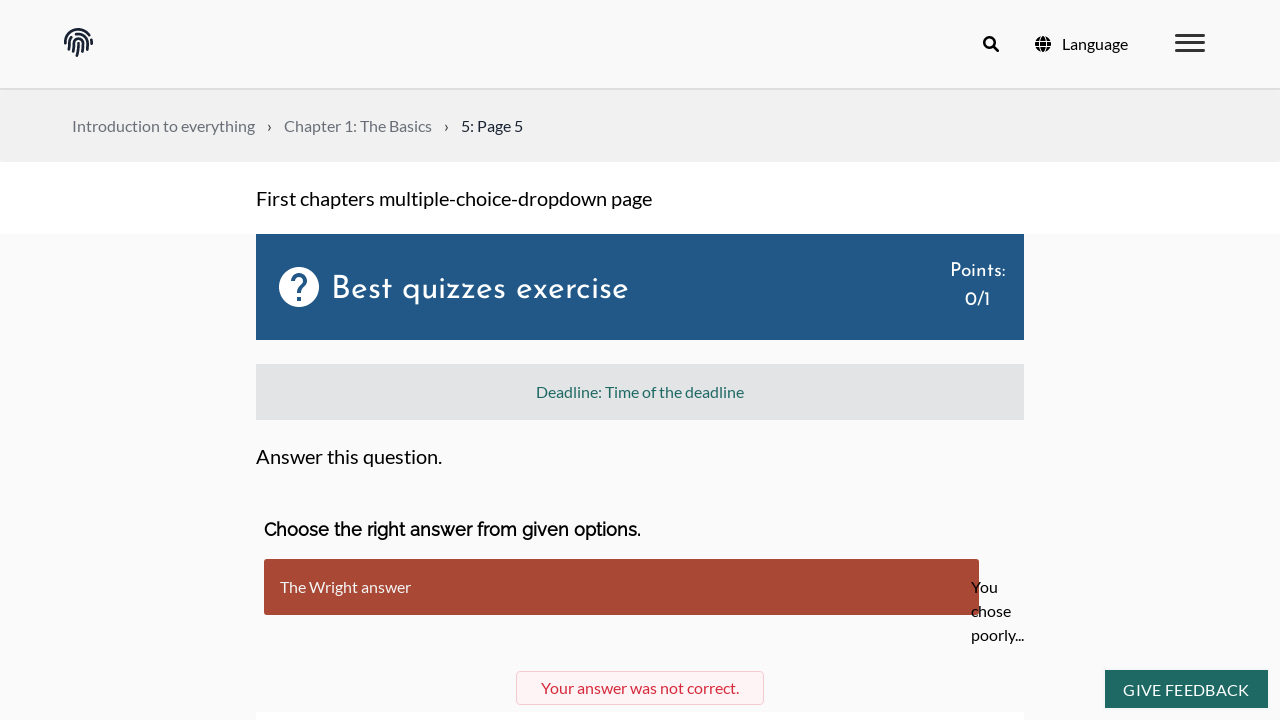 Language
Introduction to everything › Chapter 1: The Basics › 5: Page 5
First chapters multiple-choice-dropdown page
Best quizzes exercise
Points:
0/1
Deadline: Time of the deadline
Answer this question.
Choose the right answer from given options.
The Wright answer
You
chose
poorly...
Your answer was not correct.
GIVE FEEDBACK